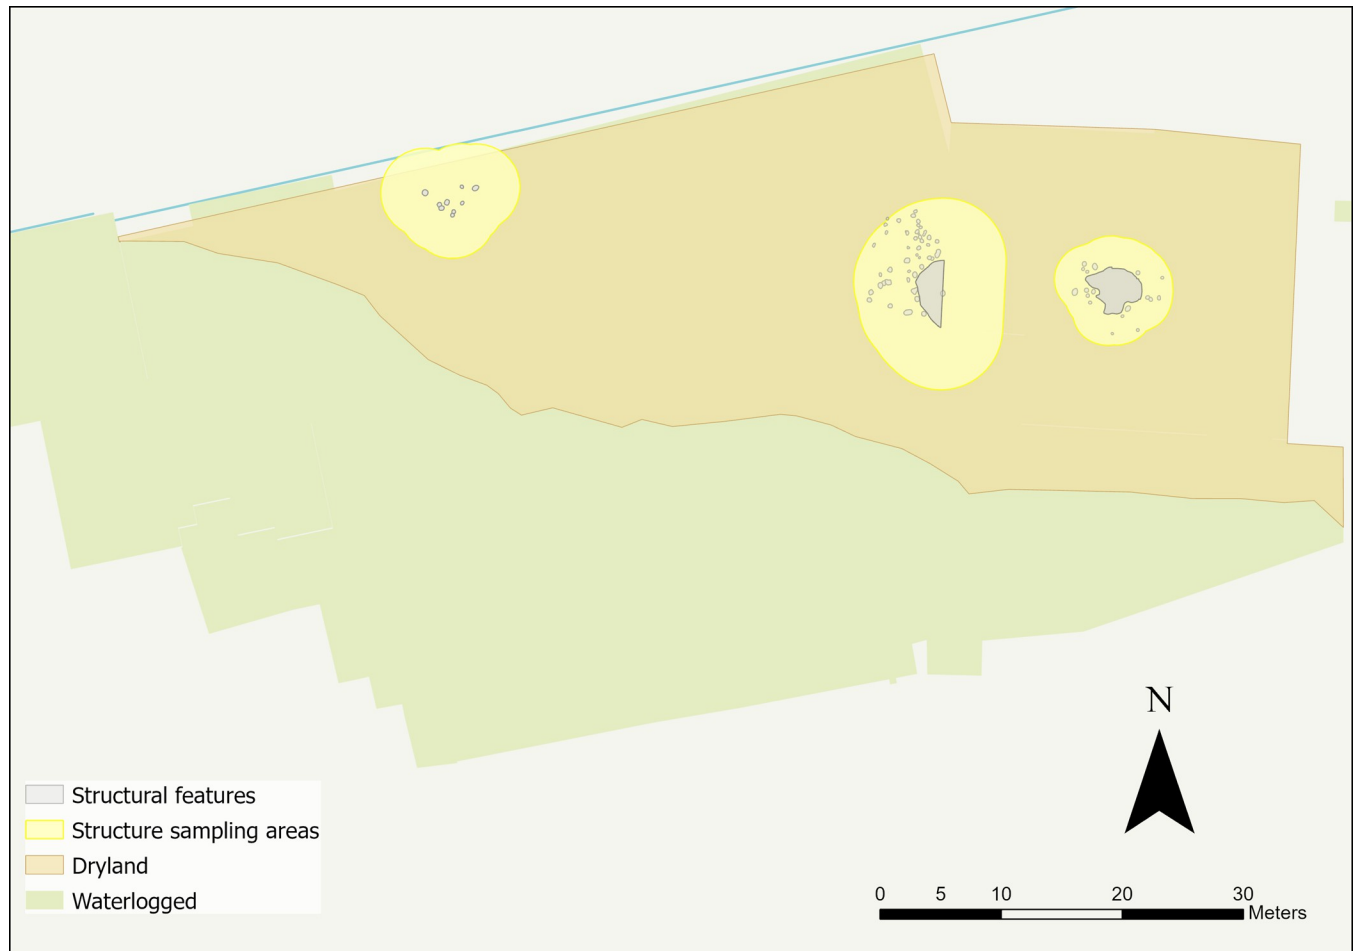 N
Structural features
Structure sampling areas
Dryland
Waterlogged
0 5 10 20 30
Meters